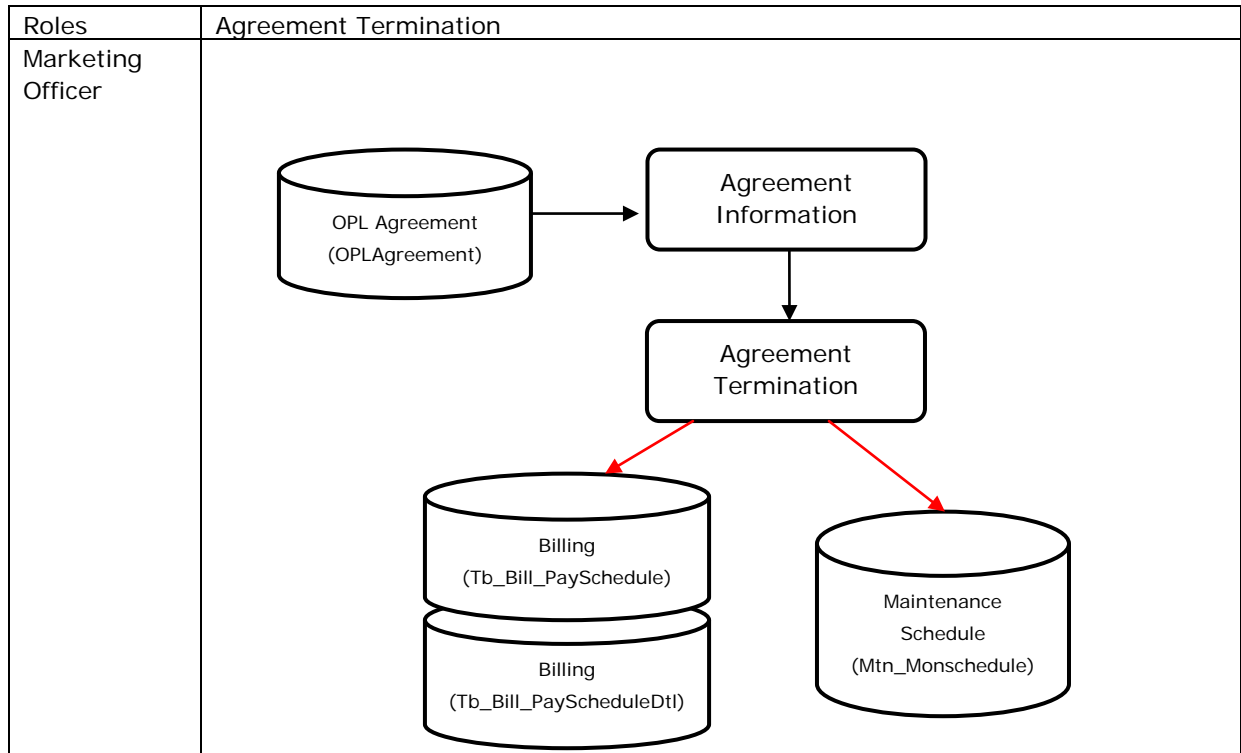 Roles
Agreement Termination
Marketing
Officer
OPL Agreement
(OPLAgreement)
Agreement
Information
Agreement
Termination
Billing
(Tb_Bill_PaySchedule)
Billing
(Tb_Bill_PayScheduleDtl)
Maintenance
Schedule
(Mtn_Monschedule)